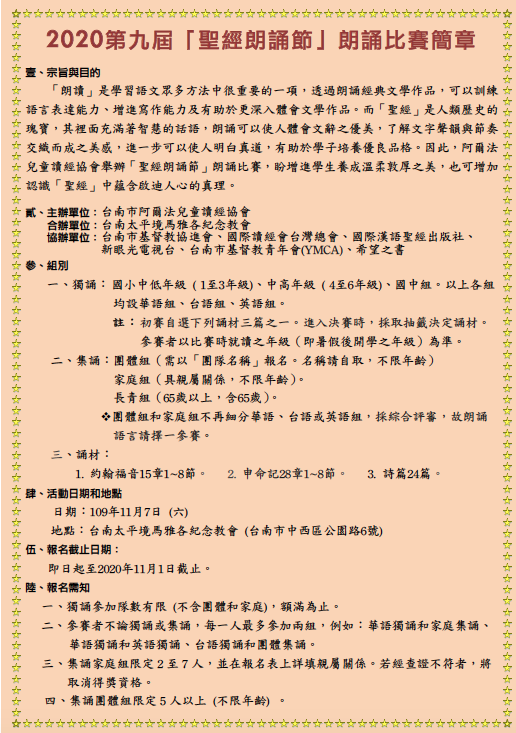 2020第九屆「聖經朗誦節」朗誦比賽簡章
壹、宗旨與目的
「朗讀」是學習語文眾多方法中很重要的一項，透過朗誦經典文學作品，可以訓練
語言表達能力、增進寫作能力及有助於更深入體會文學作品。而「聖經」是人類歷史的
瑰寶，其裡面充滿著智慧的話語，朗誦可以使人體會文辭之優美，了解文字聲韻與節奏
交織而成之美感，進一步可以使人明白真道，有助於學子培養優良品格。因此，阿爾法
兒童讀經協會舉辦「聖經朗誦節」朗誦比賽，盼增進學生養成溫柔敦厚之美，也可增加
認識「聖經」中蘊含啟迪人心的真理。
貳、主辦單位：台南市阿爾法兒童讀經協會
合辦單位：台南太平境馬雅各紀念教會
協辦單位：台南市基督教協進會、國際讀經會台灣總會、國際漢語聖經出版社、
新眼光電視台、台南市基督教青年會(YMCA)、希望之書
參、組別
一、獨誦：國小中低年級（1至3年級)、中高年級（4至6年級)、國中組。以上各組
均設華語組、台語組、英語組。
註：初賽自選下列誦材三篇之一。進入決賽時，採取抽籤決定誦材。
參賽者以比賽時就讀之年級（即暑假後開學之年級）為準。
二、集誦：團體組（需以「團隊名稱」報名。名稱請自取，不限年齡）
家庭組（具親屬關係，不限年齡）。
長青組（65歲以上，含65歲）。
❖團體組和家庭組不再細分華語、台語或英語組，採綜合評審，故朗誦
語言請擇一參賽。
三、誦材：
1. 約翰福音15章1~8節。 2. 申命記28章1~8節。 3. 詩篇24篇。
肆、活動日期和地點
日期：109年11月7日 (六)
地點：台南太平境馬雅各紀念教會 (台南市中西區公園路6號)
伍、報名截止日期：
即日起至2020年11月1日截止。
陸、報名需知
一、獨誦參加隊數有限 (不含團體和家庭)，額滿為止。
二、參賽者不論獨誦或集誦，每一人最多參加兩組，例如：華語獨誦和家庭集誦、
華語獨誦和英語獨誦、台語獨誦和團體集誦。
三、集誦家庭組限定２至７人，並在報名表上詳填親屬關係。若經查證不符者，將
取消得獎資格。
四、集誦團體組限定５人以上 (不限年齡) 。